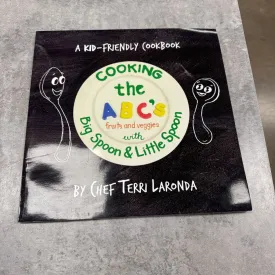 A KID-FRIENDLY COOKBOOK
COOKING
the
ABC's
fruits and veggies
with
Big Spoon & Little Spoon
BY CHEF TERRI LARONDA